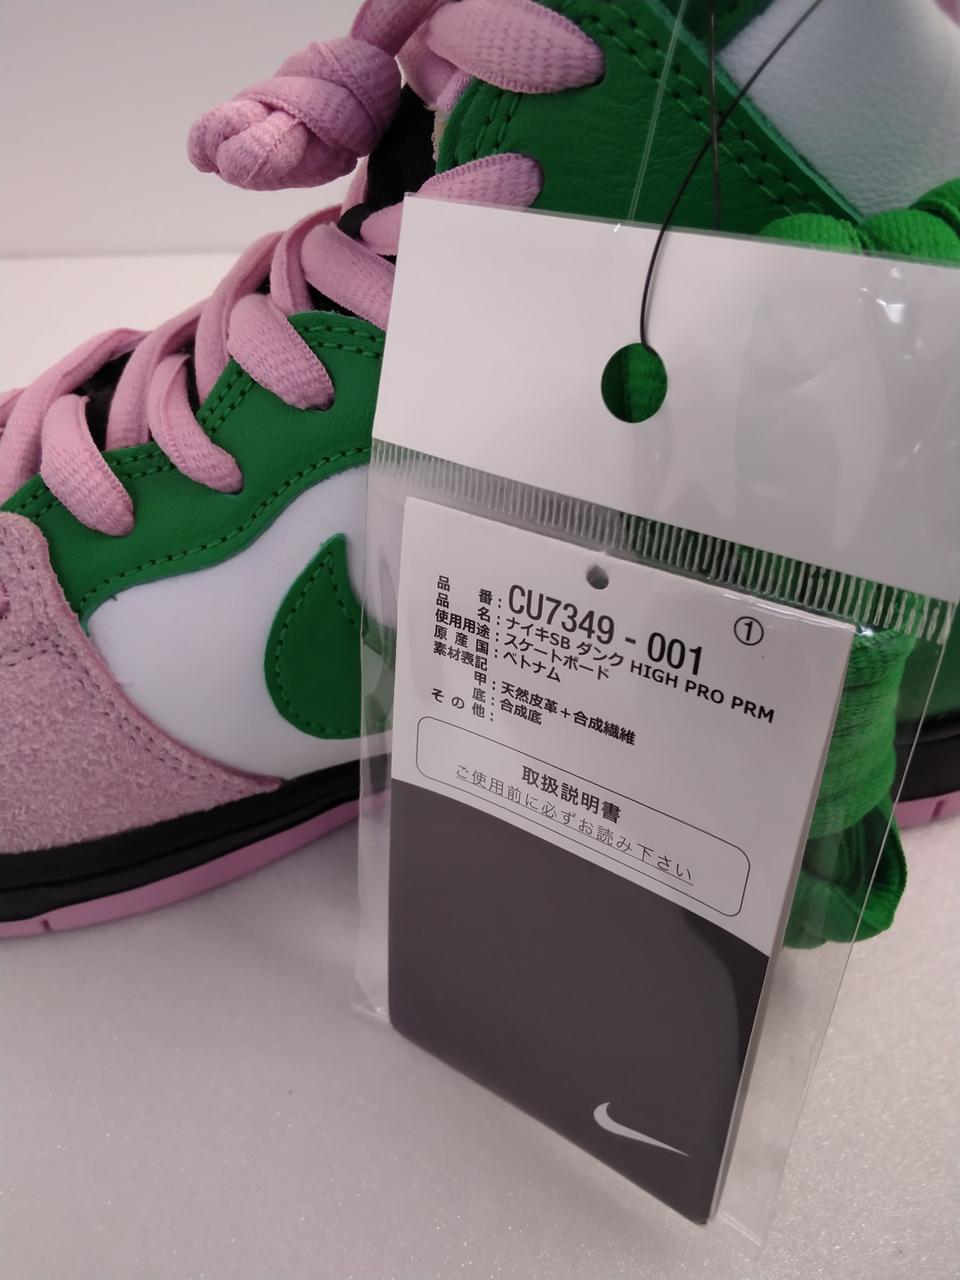 品番: CU7349-001 ①
品名: ナイキSB ダンク HIGH PRO PRM
使用用途: スケートボード
原産国: ベトナム
素材表記
甲: 天然皮革+合成繊維
底: 合成底
その他:
取扱説明書
ご使用前に必ずお読み下さい